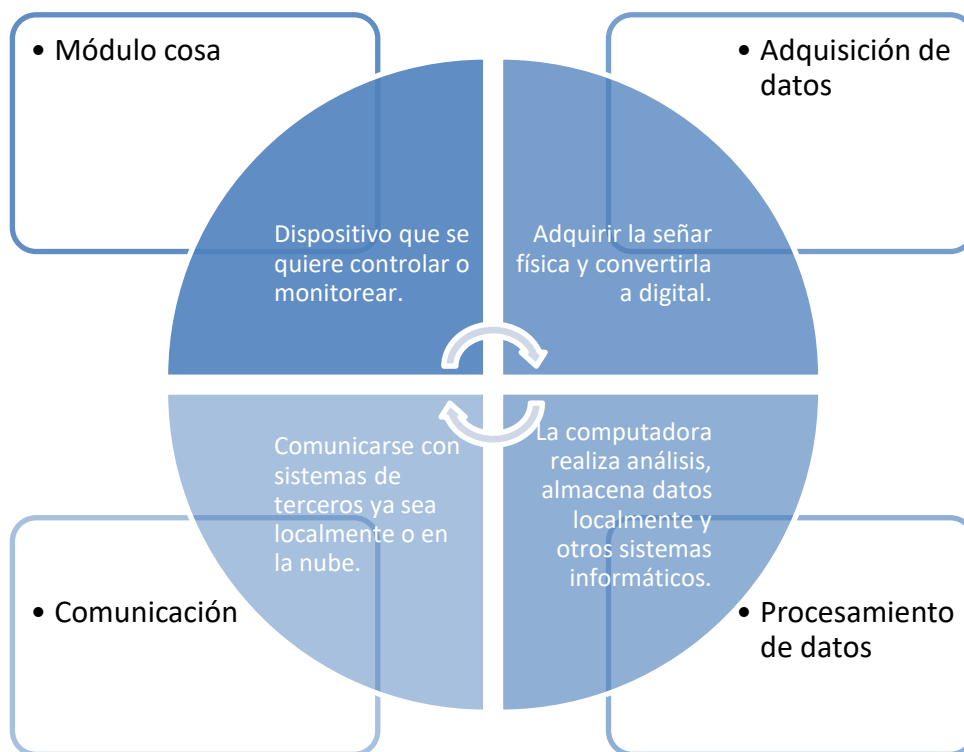 • Módulo cosa
• Adquisición de
datos
Dispositivo que se
quiere controlar o
monitorear.
Adquirir la señar
física y convertirla
a digital.
Comunicarse con
sistemas de
terceros ya sea
localmente o en
la nube.
La computadora
realiza análisis,
almacena datos
localmente y
otros sistemas
informáticos.
• Comunicación
• Procesamiento
de datos